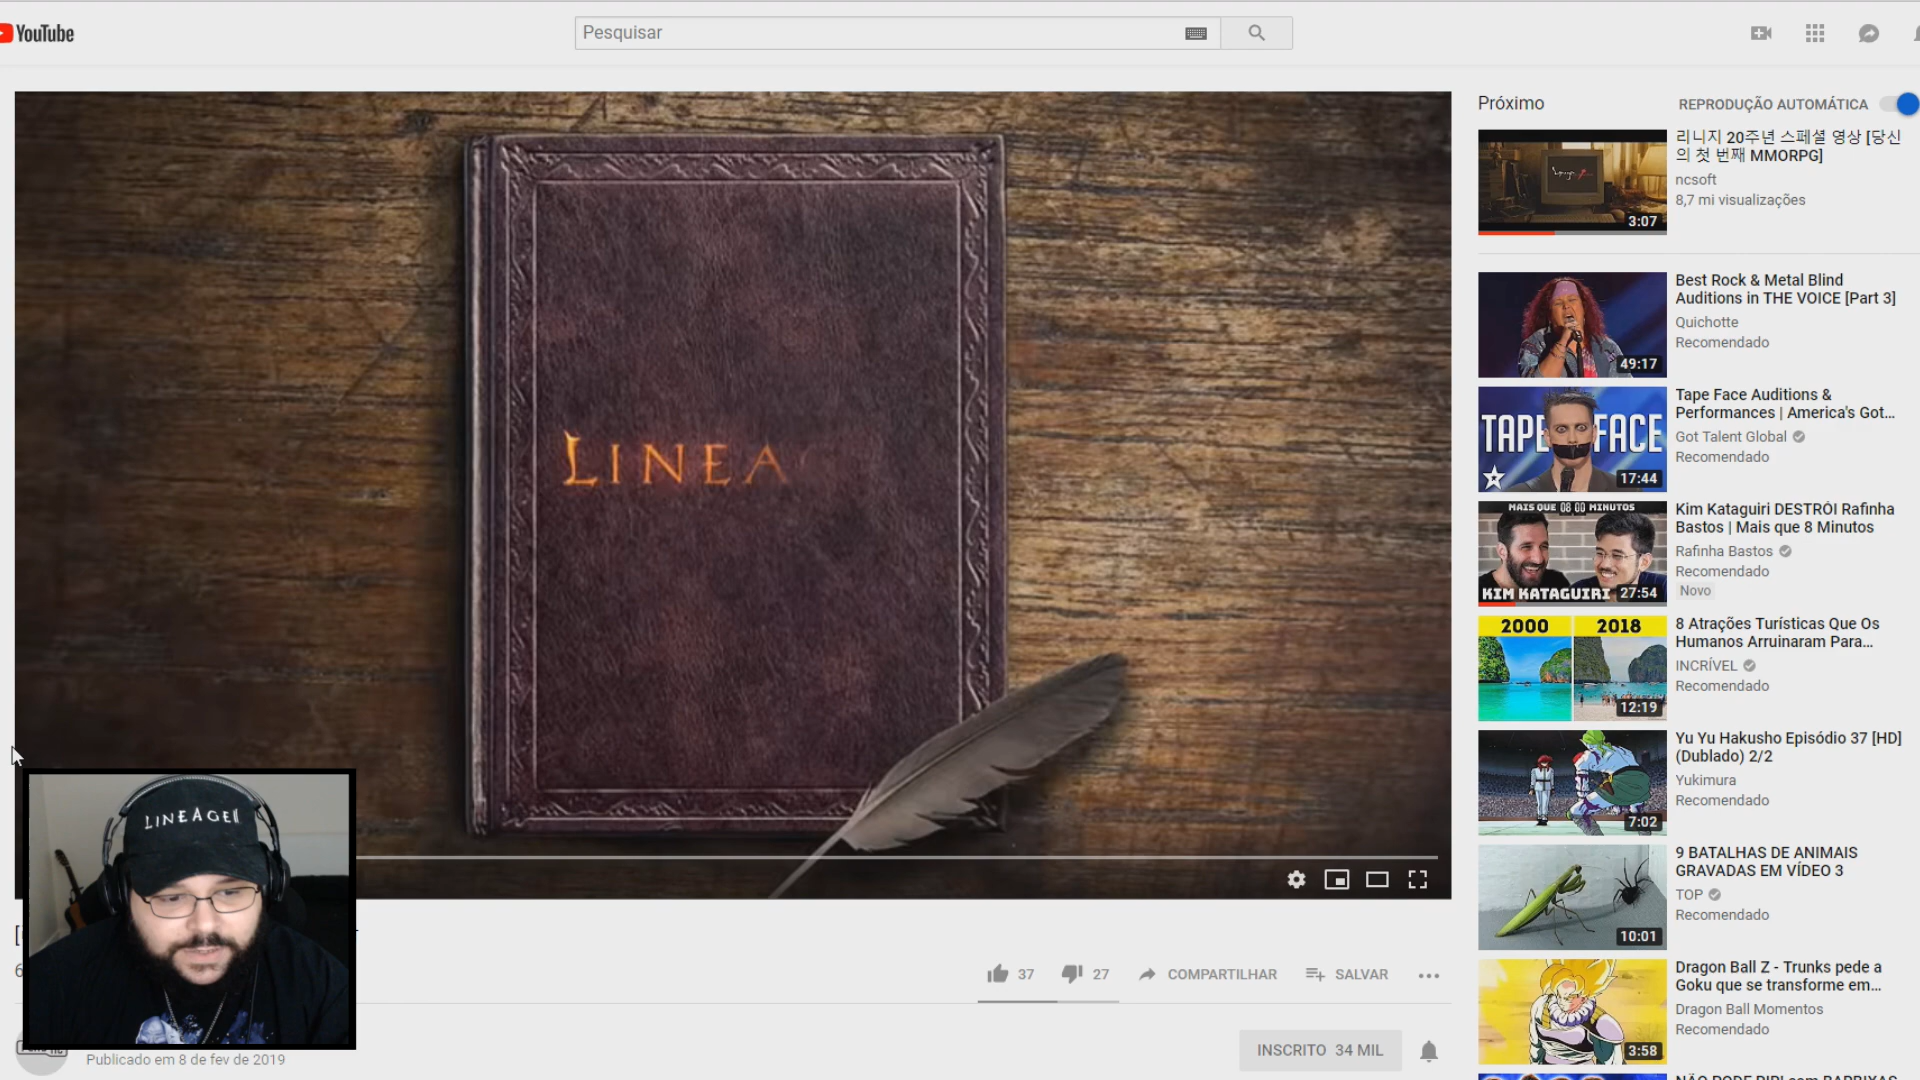 YouTube
Pesquisar
LINEA
LINEAGE II
37
27
COMPARTILHAR
SALVAR
Publicado em 8 de fev de 2019
INSCRITO 34 MIL
Próximo
REPRODUÇÃO AUTOMÁTICA
리니지 20주년 스페셜 영상 [당신
의 첫 번째 MMORPG]
ncsoft
8,7 mi visualizações
3:07
Best Rock & Metal Blind
Auditions in THE VOICE [Part 3]
Quichotte
Recomendado
49:17
TAPE FACE
17:44
Tape Face Auditions &
Performances | America's Got...
Got Talent Global
Recomendado
MAIS QUE 08 00 MINUTOS
KIM KATAGUIRI
27:54
Kim Kataguiri DESTRÓI Rafinha
Bastos | Mais que 8 Minutos
Rafinha Bastos
Recomendado
Novo
2000 2018
12:19
8 Atrações Turísticas Que Os
Humanos Arruinaram Para...
INCRÍVEL
Recomendado
7:02
Yu Yu Hakusho Episódio 37 [HD]
(Dublado) 2/2
Yukimura
Recomendado
10:01
9 BATALHAS DE ANIMAIS
GRAVADAS EM VÍDEO 3
TOP
Recomendado
3:58
Dragon Ball Z - Trunks pede a
Goku que se transforme em...
Dragon Ball Momentos
Recomendado